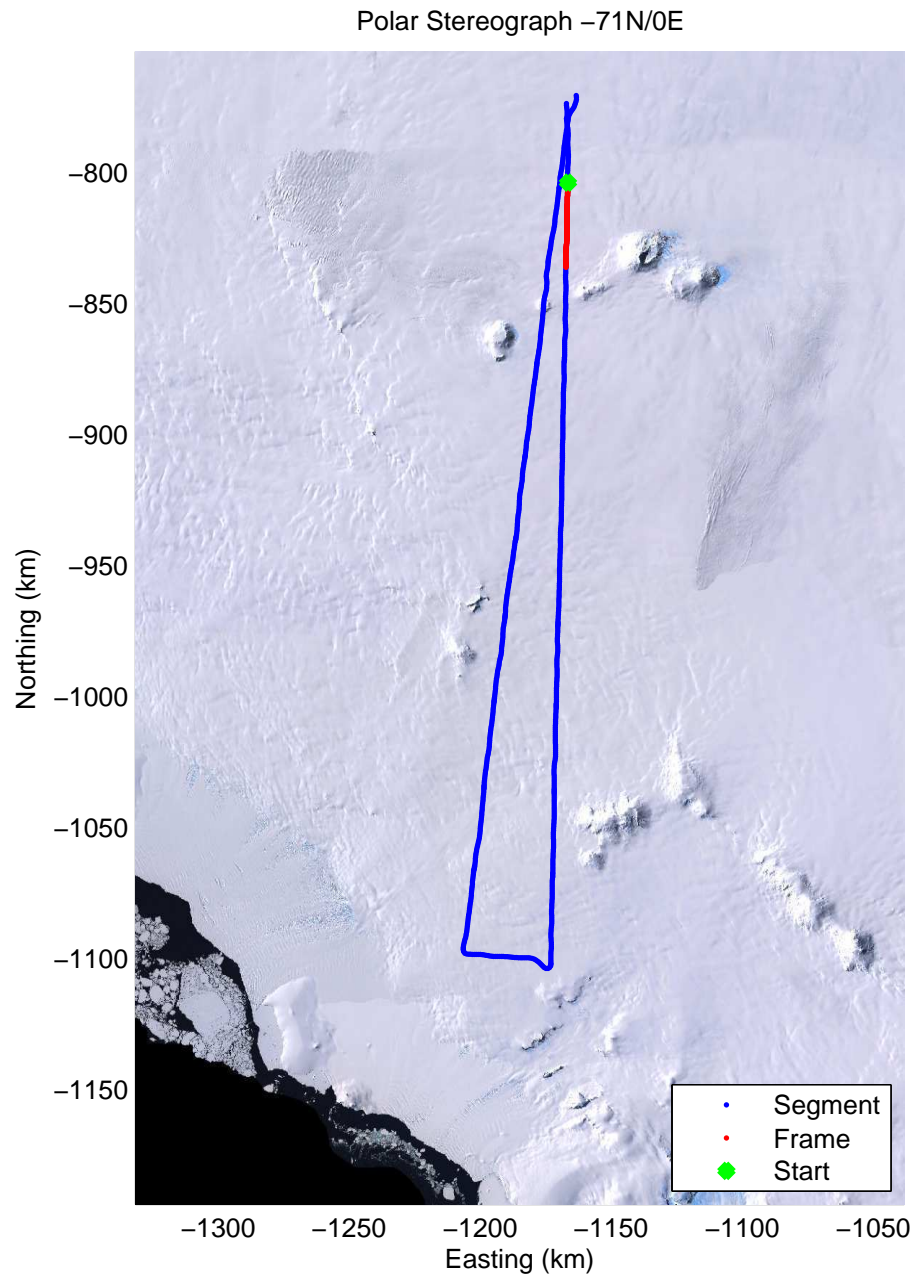 Polar Stereograph −71N/0E
−800
−850
−900
−950
−1000
−1050
−1100
−1150
Northing (km)
Segment
Frame
Start
−1300 −1250 −1200 −1150 −1100 −1050
Easting (km)